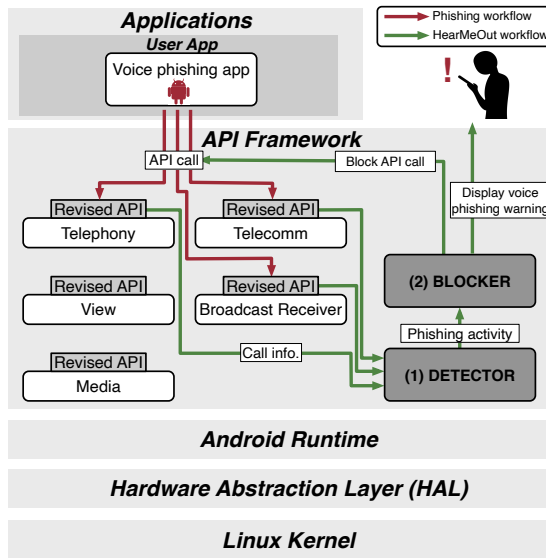 Applications
User App
Voice phishing app
Phishing workflow
HearMeOut workflow
!
API Framework
API call
Block API call
Revised API
Telephony
Revised API
Telecomm
Display voice
phishing warning
Revised API
View
Revised API
Broadcast Receiver
(2) BLOCKER
Phishing activity
Call info.
Revised API
Media
(1) DETECTOR
Android Runtime
Hardware Abstraction Layer (HAL)
Linux Kernel